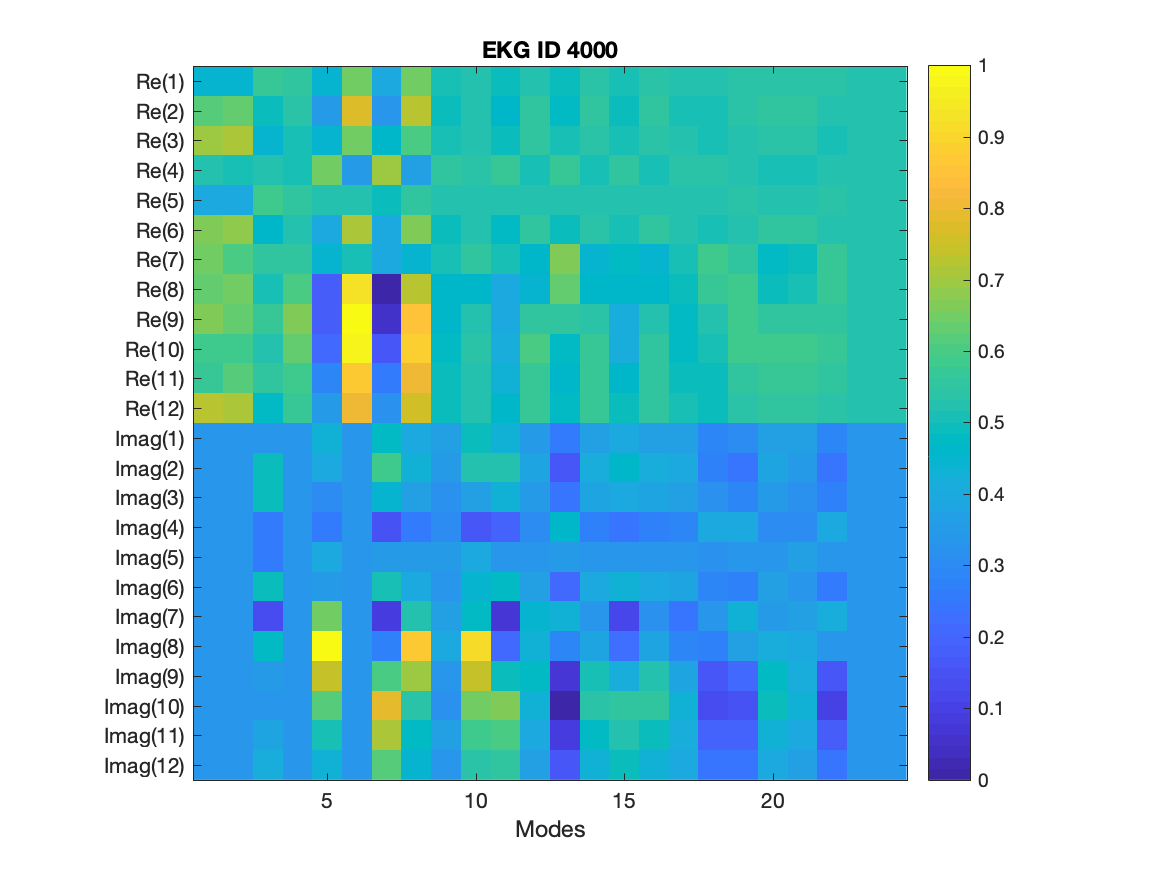 EKG ID 4000
Re(1)
Re(2)
Re(3)
Re(4)
Re(5)
Re(6)
Re(7)
Re(8)
Re(9)
Re(10)
Re(11)
Re(12)
Imag(1)
Imag(2)
Imag(3)
Imag(4)
Imag(5)
Imag(6)
Imag(7)
Imag(8)
Imag(9)
Imag(10)
Imag(11)
Imag(12)
5 10 15 20
Modes
1
0.9
0.8
0.7
0.6
0.5
0.4
0.3
0.2
0.1
0